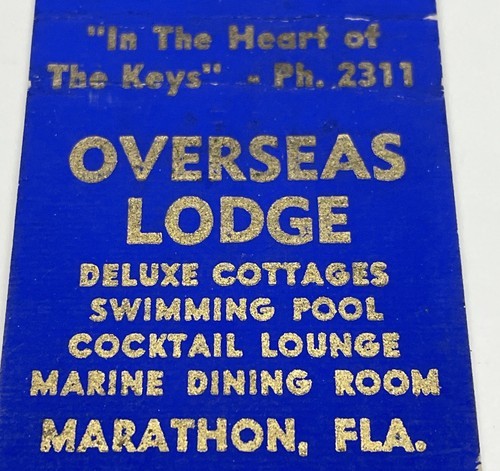 "In The Heart of
The Keys" - Ph. 2311
OVERSEAS
LODGE
DELUXE COTTAGES
SWIMMING POOL
COCKTAIL LOUNGE
MARINE DINING ROOM
MARATHON, FLA.